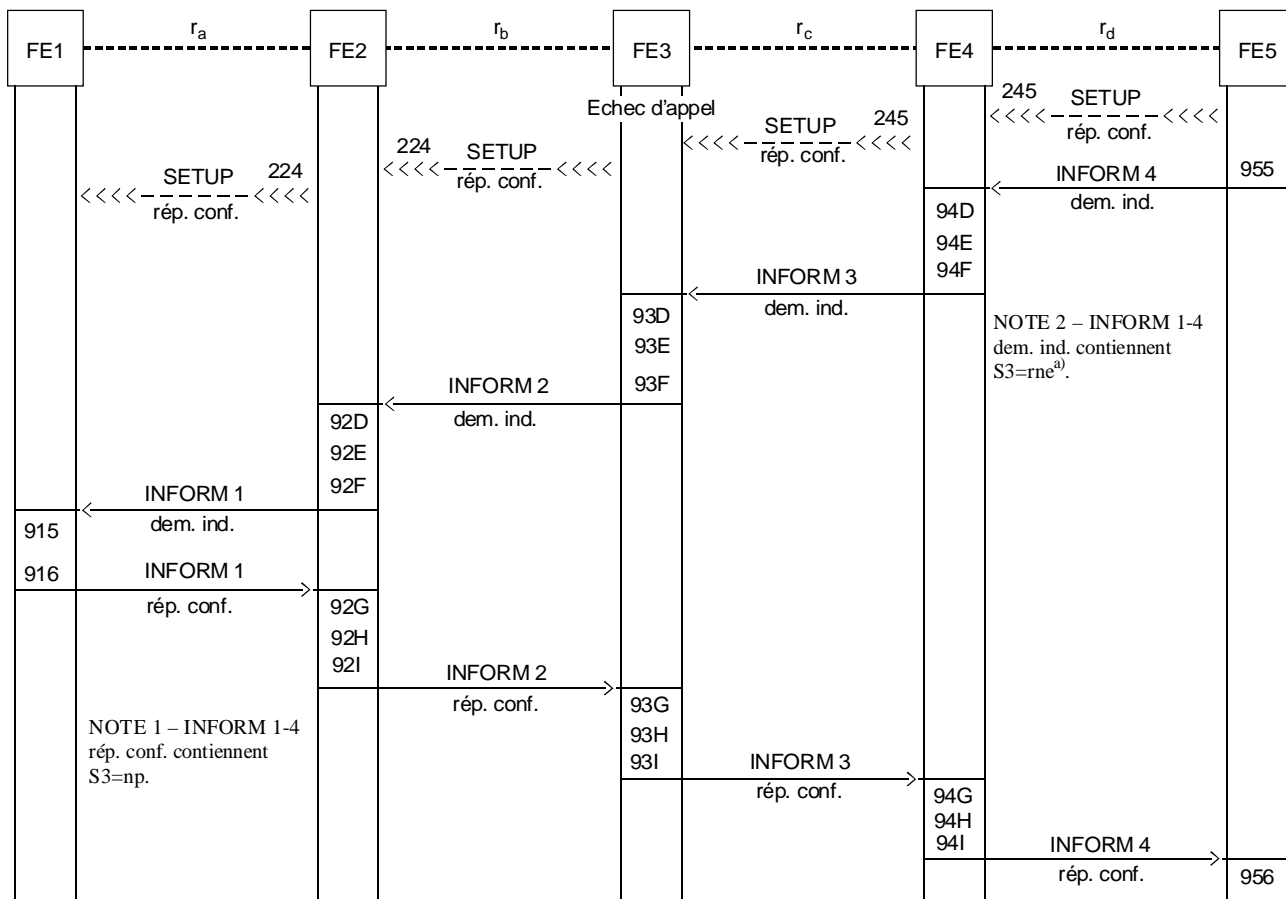 FE1 r_a FE2 r_b FE3 r_c FE4 r_d FE5
Echec d'appel
245 SETUP
rép. conf.
SETUP 245
rép. conf.
224 SETUP
rép. conf.
SETUP 224
rép. conf.
INFORM 4 955
dem. ind.
94D
94E
94F
INFORM 3
dem. ind.
93D
93E
93F
NOTE 2 – INFORM 1-4
dem. ind. contiennent
S3=rne a).
INFORM 2
dem. ind.
92D
92E
92F
INFORM 1
dem. ind.
915
916 INFORM 1
rép. conf.
92G
92H
92I
INFORM 2
rép. conf.
NOTE 1 – INFORM 1-4
rép. conf. contiennent
S3=np.
93G
93H
93I
INFORM 3
rép. conf.
94G
94H
94I
INFORM 4
rép. conf.
956